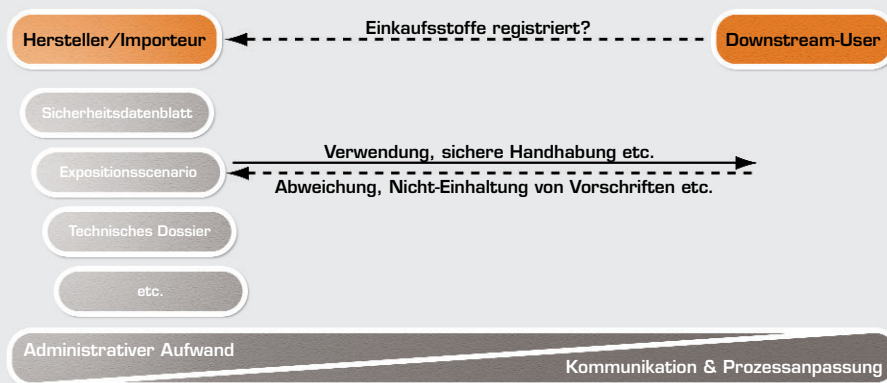 Hersteller/Importeur
Einkaufsstoffe registriert?
Downstream-User
Sicherheitsdatenblatt
Expositionsscenario
Verwendung, sichere Handhabung etc.
Abweichung, Nicht-Einhaltung von Vorschriften etc.
Technisches Dossier
etc.
Administrativer Aufwand
Kommunikation & Prozessanpassung